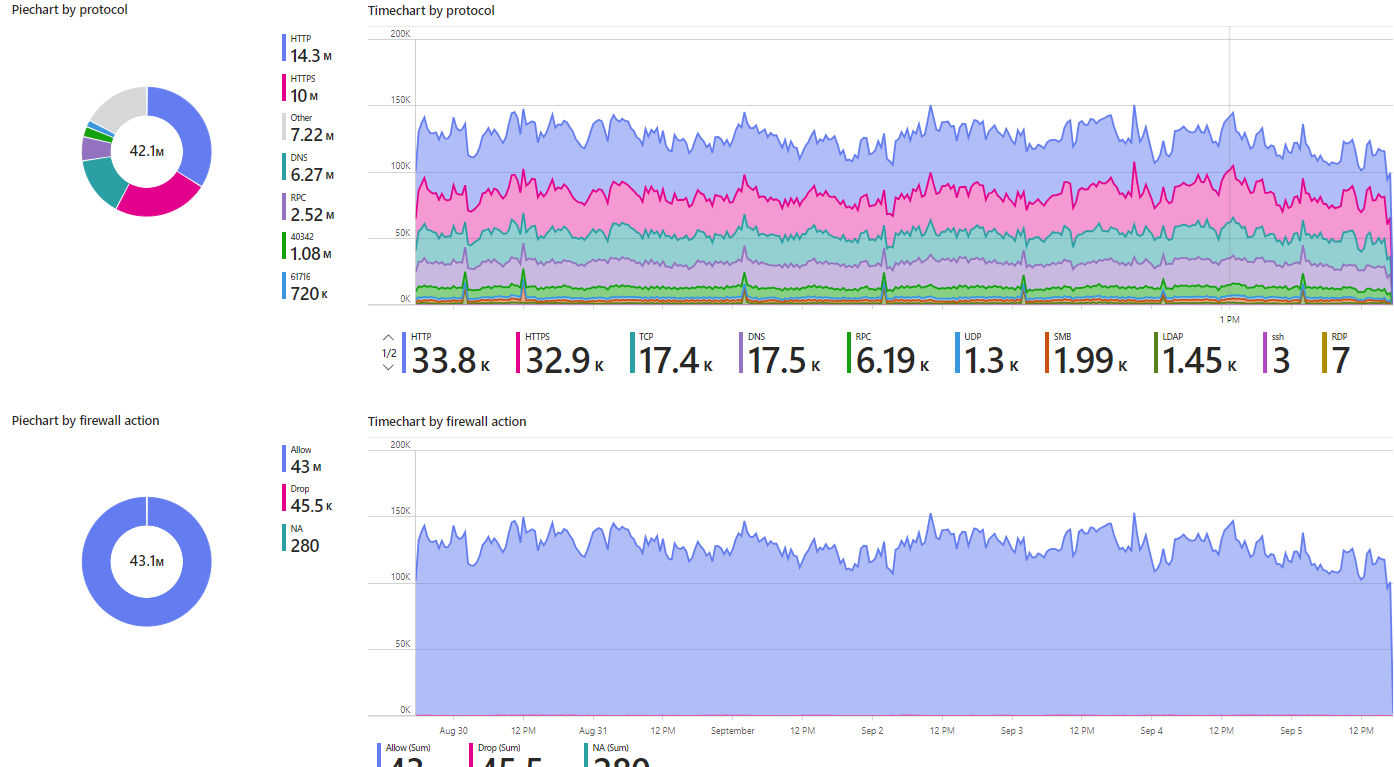 Piechart by protocol
HTTP
14.3 M
HTTPS
10 M
Other
7.22 M
DNS
6.27 M
RPC
2.52 M
40342
1.08 M
61716
720 K
42.1M
Timechart by protocol
200K
150K
100K
50K
0K
1 PM
1/2
HTTP
33.8 K
HTTPS
32.9 K
TCP
17.4 K
DNS
17.5 K
RPC
6.19 K
UDP
1.3 K
SMB
1.99 K
LDAP
1.45 K
ssh
3
RDP
7
Piechart by firewall action
Allow
43 M
Drop
45.5 K
NA
280
43.1M
Timechart by firewall action
200K
150K
100K
50K
0K
Aug 30 12 PM Aug 31 12 PM September 12 PM Sep 2 12 PM Sep 3 12 PM Sep 4 12 PM Sep 5 12 PM
Allow (Sum)
43
Drop (Sum)
45.5
NA (Sum)
280